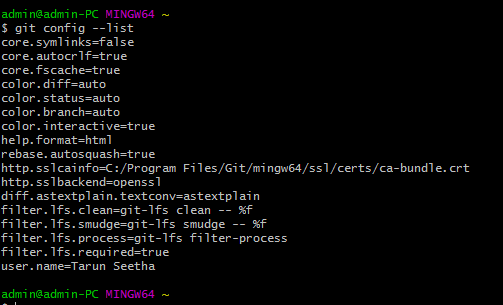 admin@admin-PC MINGW64 ~
$ git config --list
core.symlinks=false
core.autocrlf=true
core.fscache=true
color.diff=auto
color.status=auto
color.branch=auto
color.interactive=true
help.format=html
rebase.autosquash=true
http.sslcainfo=C:/Program Files/Git/mingw64/ssl/certs/ca-bundle.crt
http.sslbackend=openssl
diff.astextplain.textconv=astextplain
filter.lfs.clean=git-lfs clean -- %f
filter.lfs.smudge=git-lfs smudge -- %f
filter.lfs.process=git-lfs filter-process
filter.lfs.required=true
user.name=Tarun Seetha
admin@admin-PC MINGW64 ~